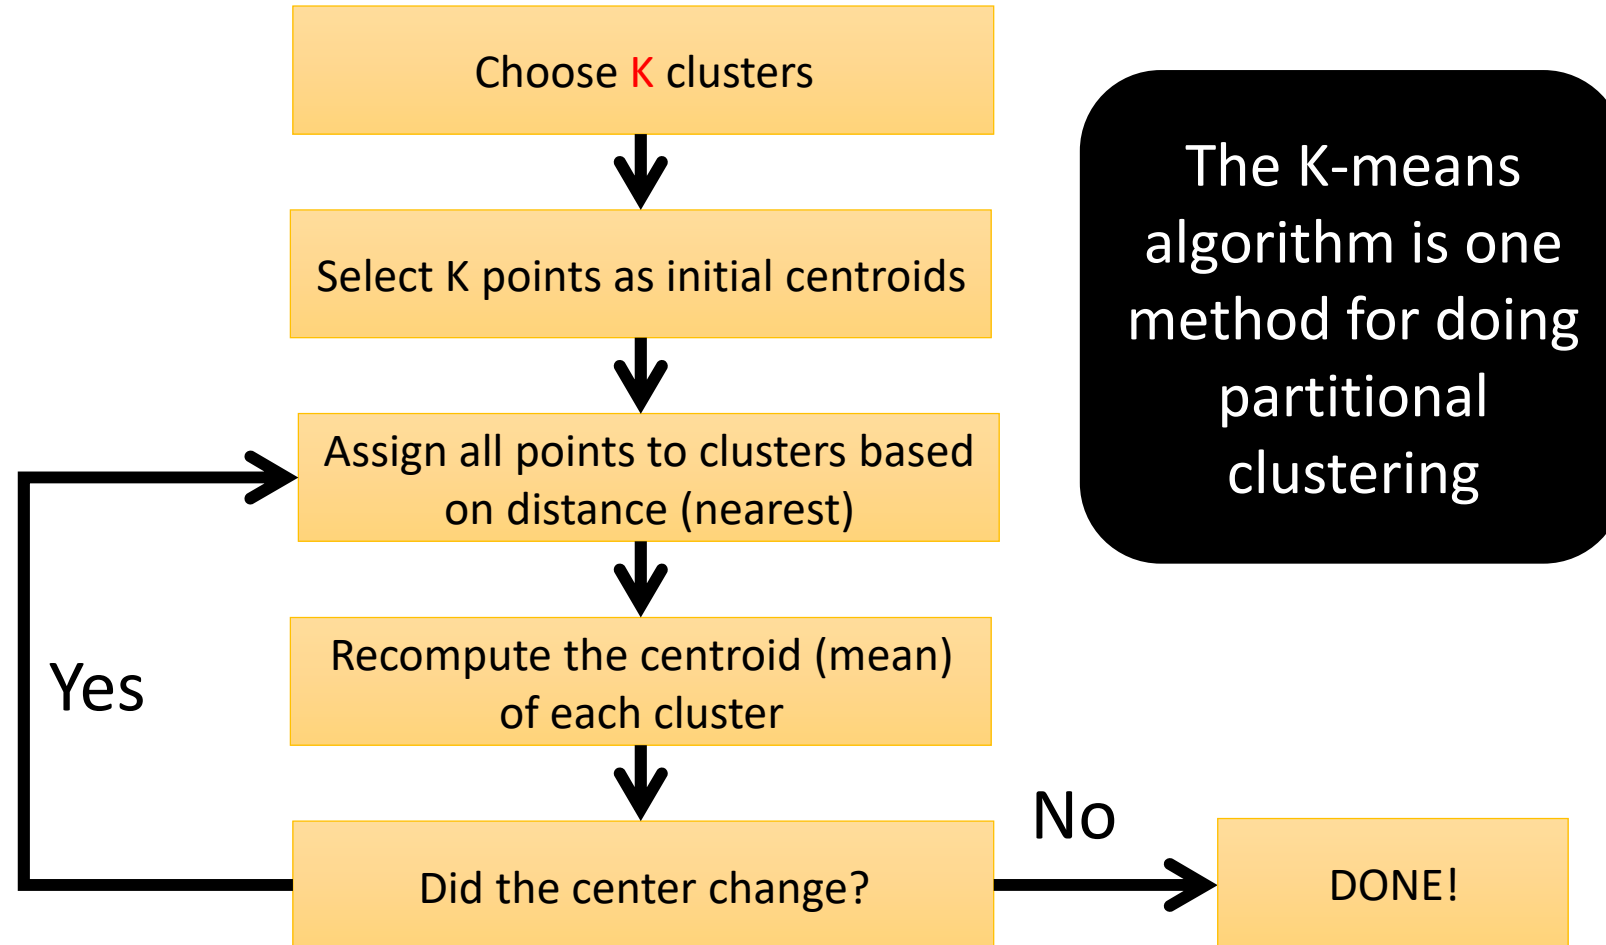 Choose K clusters
Select K points as initial centroids
Assign all points to clusters based
on distance (nearest)
Recompute the centroid (mean)
of each cluster
Did the center change?
Yes
No
DONE!
The K-means
algorithm is one
method for doing
partitional
clustering